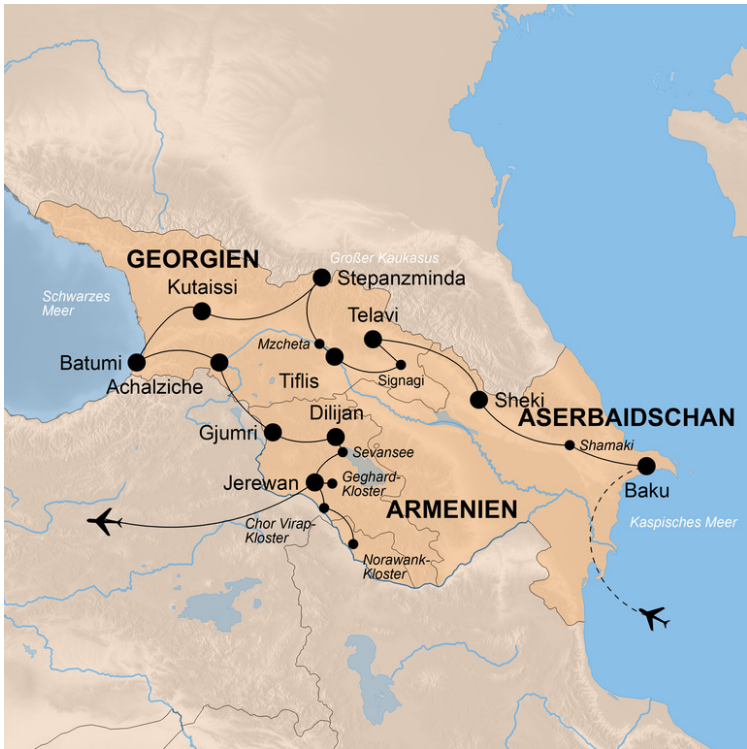 Großer Kaukasus
GEORGIEN
Stepanzminda
Kutaissi
Schwarzes
Meer
Telavi
Mzcheta
Batumi
Tiflis
Signagi
Achalziche
Sheki
Dilijan
ASERBAIDSCHAN
Gjumri
Sevansee
Shamaki
Jerewan
Geghard-
Kloster
Baku
ARMENIEN
Chor Virap-
Kloster
Kaspisches Meer
Norawank-
Kloster